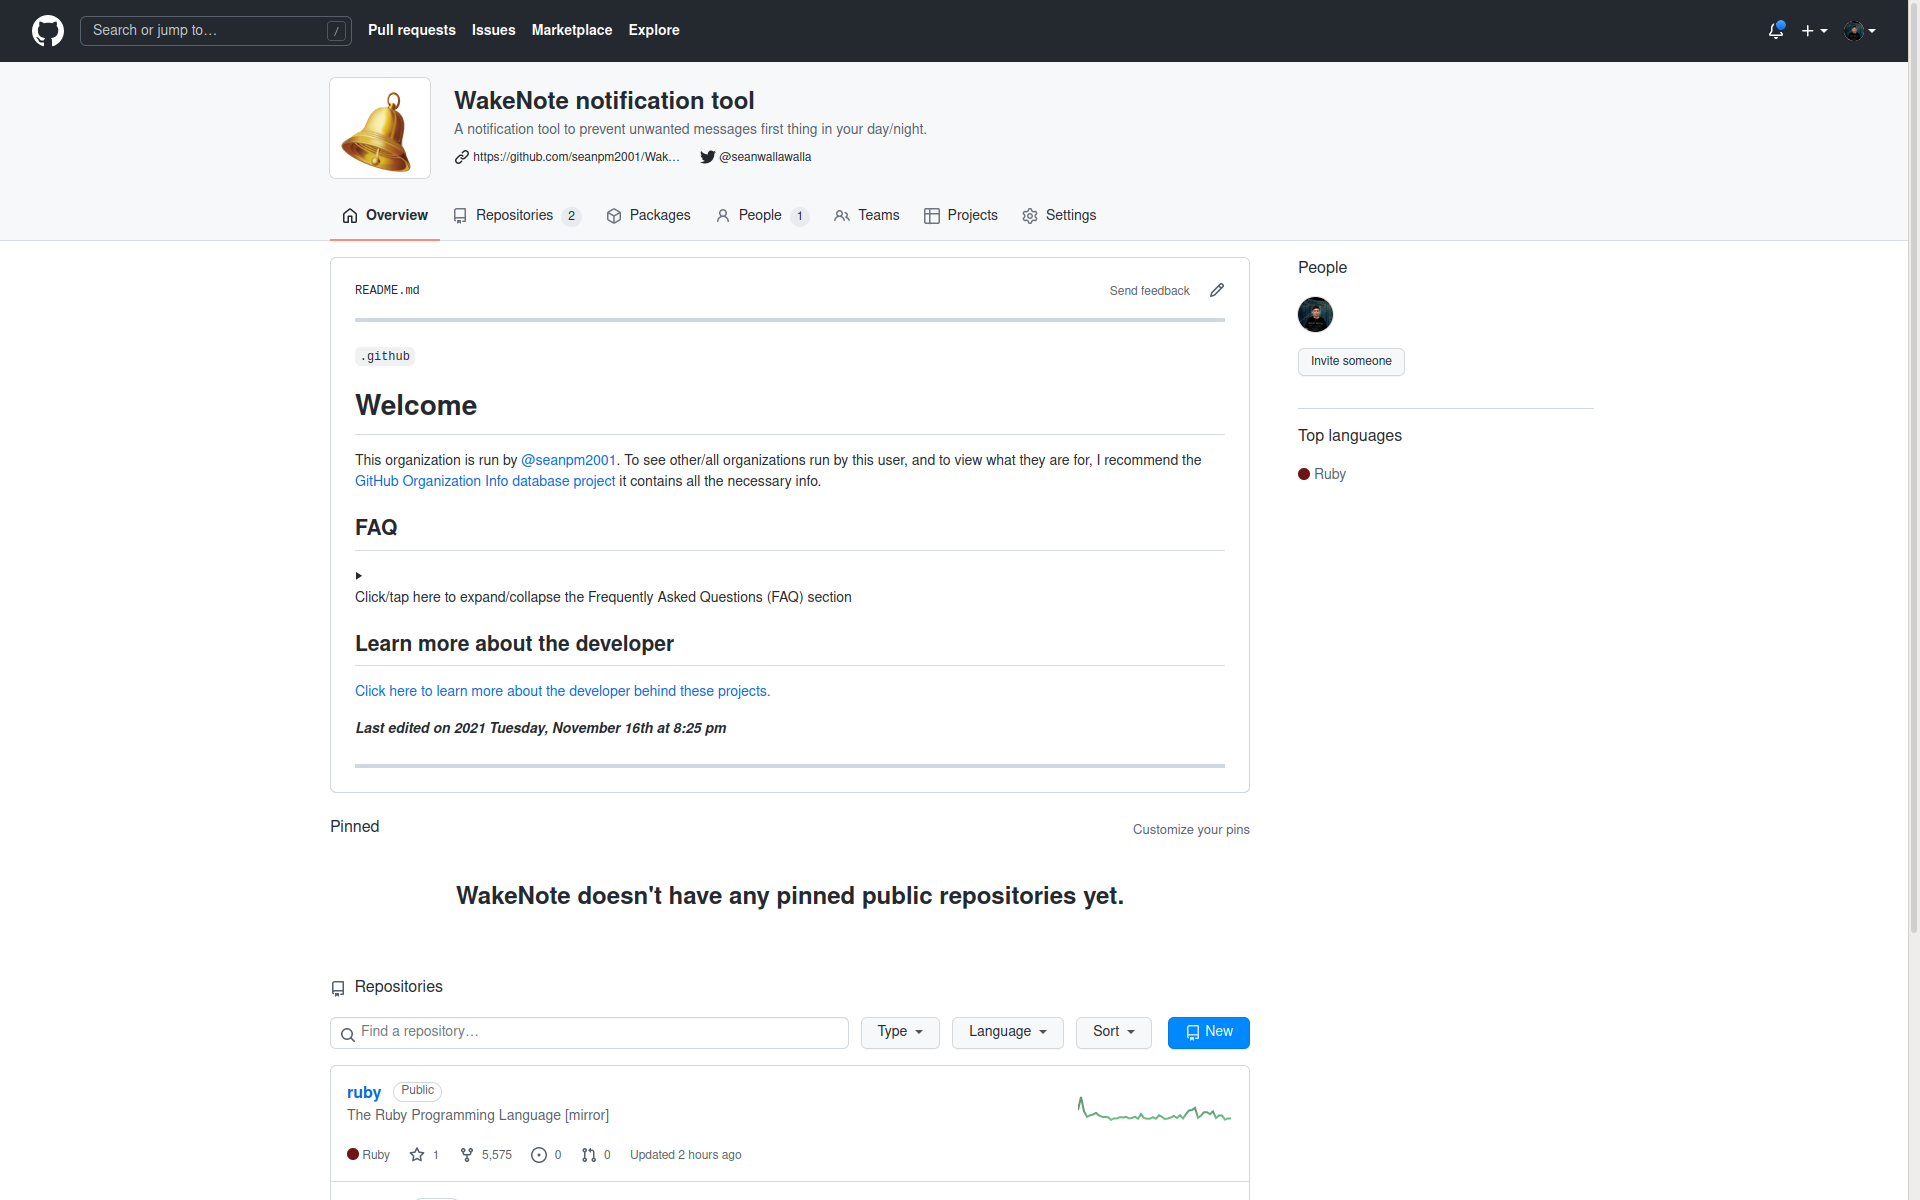 Search or jump to…
/
Pull requests
Issues
Marketplace
Explore
WakeNote notification tool
A notification tool to prevent unwanted messages first thing in your day/night.
https://github.com/seanpm2001/Wak…
@seanwallawalla
Overview
Repositories 2
Packages
People 1
Teams
Projects
Settings
README.md
Send feedback
.github
Welcome
This organization is run by @seanpm2001. To see other/all organizations run by this user, and to view what they are for, I recommend the
GitHub Organization Info database project it contains all the necessary info.
FAQ
Click/tap here to expand/collapse the Frequently Asked Questions (FAQ) section
Learn more about the developer
Click here to learn more about the developer behind these projects.
Last edited on 2021 Tuesday, November 16th at 8:25 pm
People
Invite someone
Top languages
Ruby
Pinned
Customize your pins
WakeNote doesn't have any pinned public repositories yet.
Repositories
Find a repository…
Type
Language
Sort
New
ruby Public
The Ruby Programming Language [mirror]
Ruby 1 5,575 0 0 Updated 2 hours ago